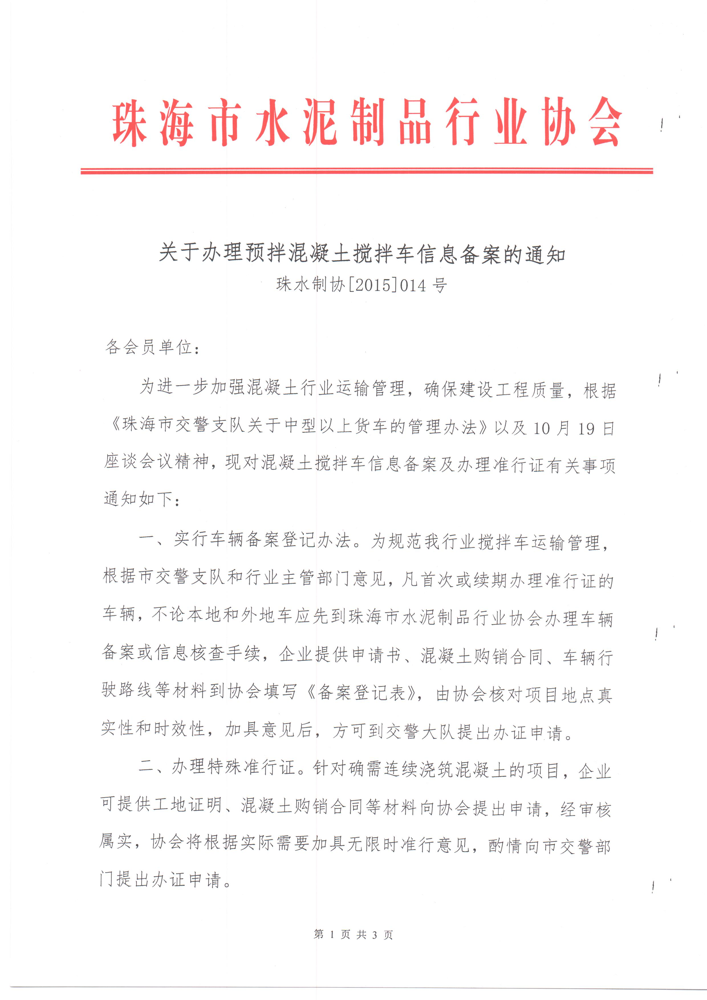 珠海市水泥制品行业协会
关于办理预拌混凝土搅拌车信息备案的通知
珠水制协[2015]014 号
各会员单位：
为进一步加强混凝土行业运输管理，确保建设工程质量，根据
《珠海市交警支队关于中型以上货车的管理办法》以及 10 月 19 日
座谈会议精神，现对混凝土搅拌车信息备案及办理准行证有关事项
通知如下：
一、实行车辆备案登记办法。为规范我行业搅拌车运输管理，
根据市交警支队和行业主管部门意见，凡首次或续期办理准行证的
车辆，不论本地和外地车应先到珠海市水泥制品行业协会办理车辆
备案或信息核查手续，企业提供申请书、混凝土购销合同、车辆行
驶路线等材料到协会填写《备案登记表》，由协会核对项目地点真
实性和时效性，加具意见后，方可到交警大队提出办证申请。
二、办理特殊准行证。针对确需连续浇筑混凝土的项目，企业
可提供工地证明、混凝土购销合同等材料向协会提出申请，经审核
属实，协会将根据实际需要加具无限时准行意见，酌情向市交警部
门提出办证申请。
第 1 页 共 3 页